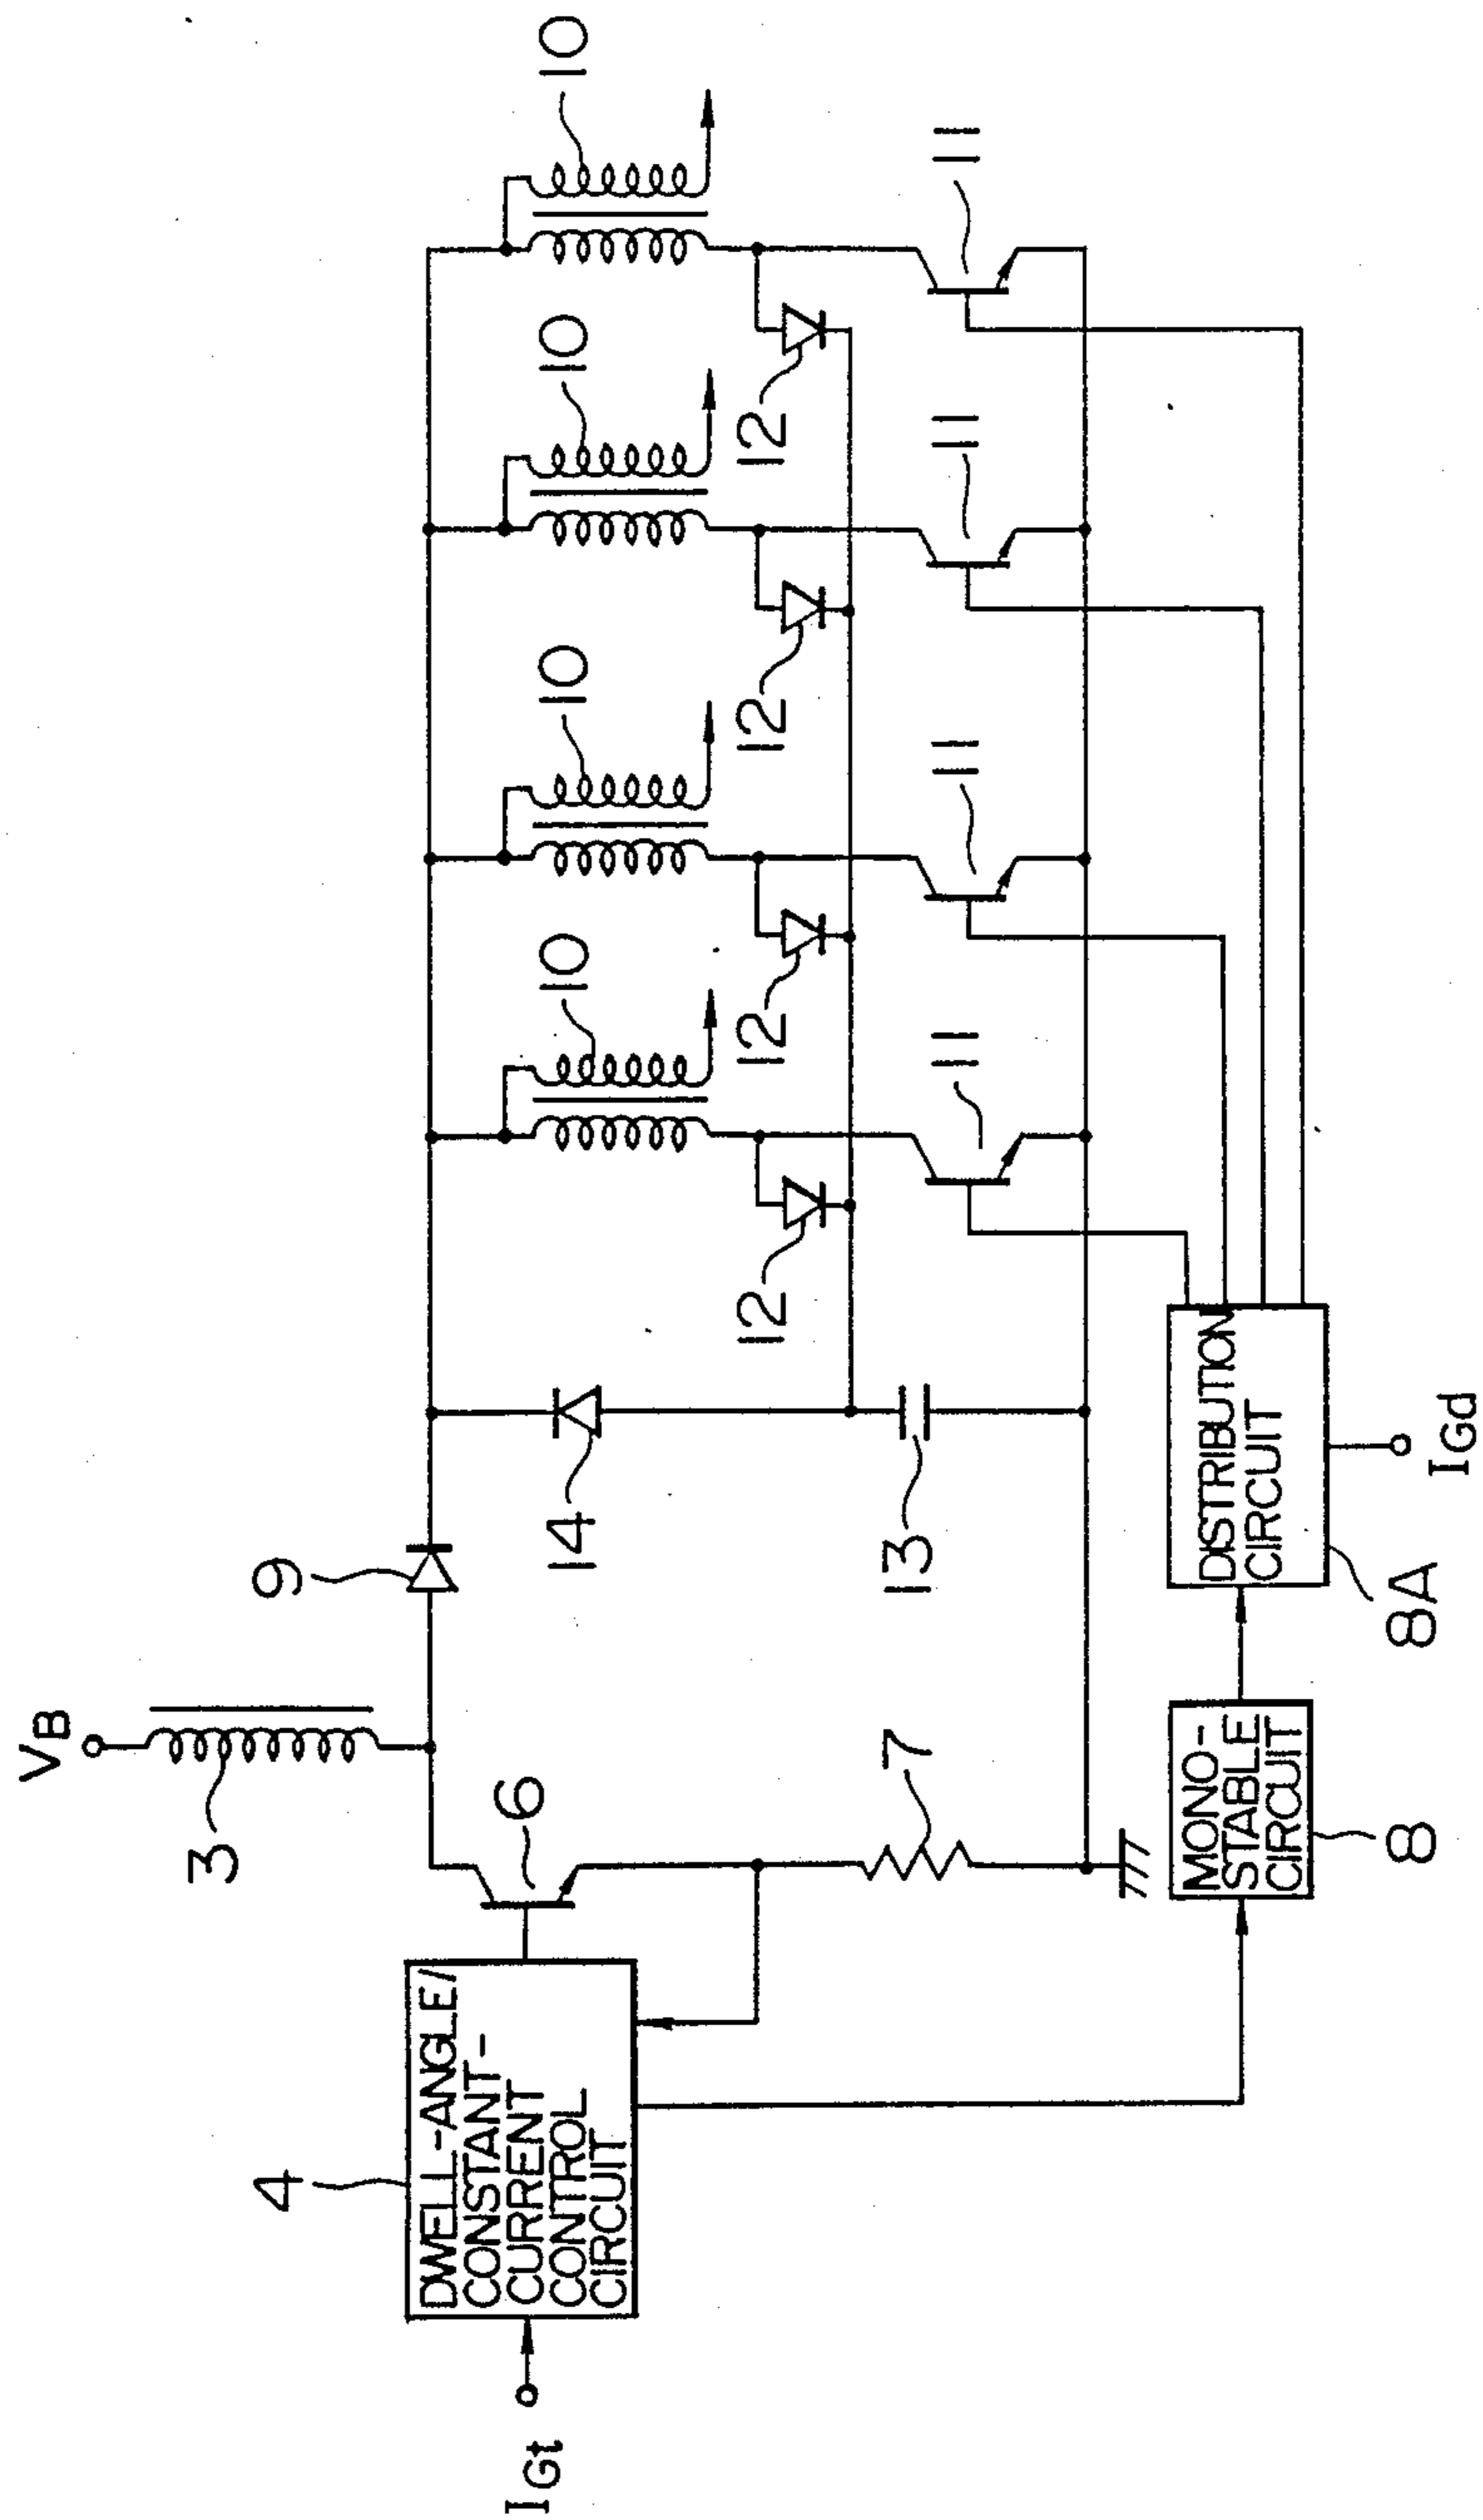 VB
3
9
10
10
10
10
6
14
4
DWELL-ANGLE/
CONSTANT-
CURRENT
CONTROL
CIRCUIT
IGt
12
12
12
12
7
13
11
11
11
11
MONO-
STABLE
CIRCUIT
DISTRIBUTION
CIRCUIT
8
8A
IGd